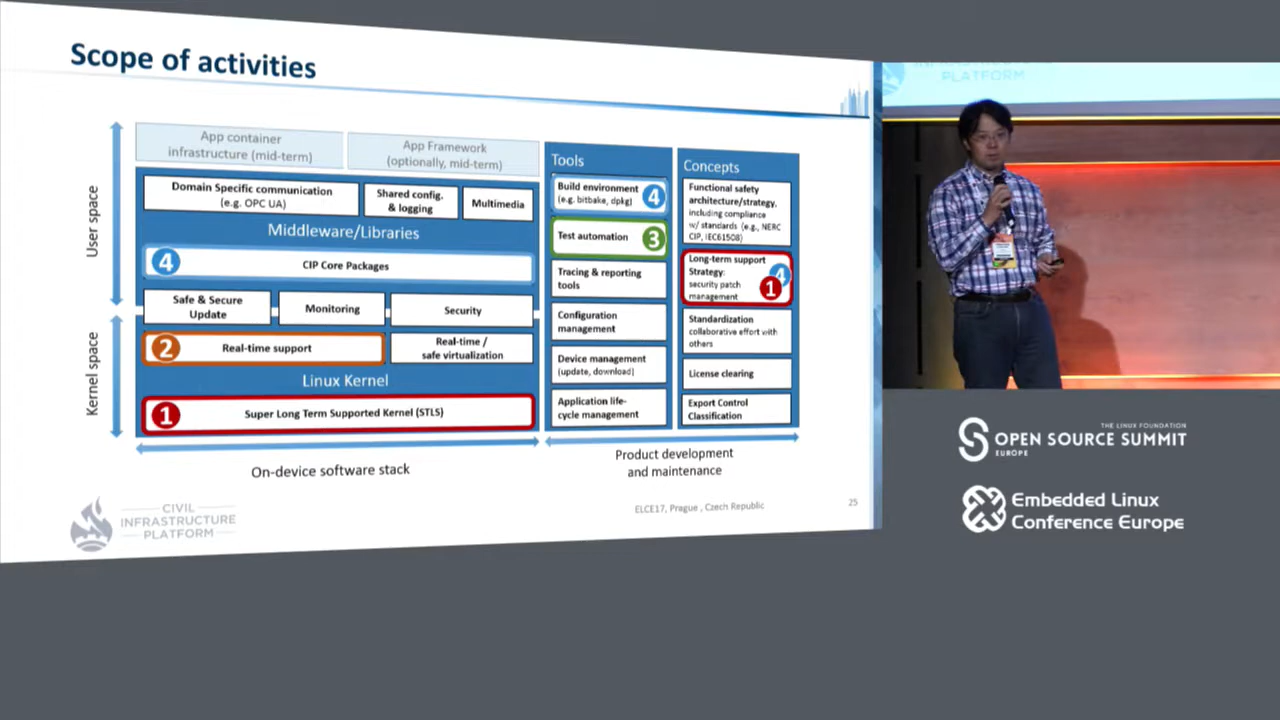 Scope of activities
App container
infrastructure (mid-term)
App Framework
(optionally, mid-term)
User space
Domain Specific communication
(e.g. OPC UA)
Shared config.
& logging
Multimedia
Middleware/Libraries
4
CIP Core Packages
Safe & Secure
Update
Monitoring
Security
Kernel space
2
Real-time support
Real-time /
safe virtualization
Linux Kernel
1
Super Long Term Supported Kernel (STLS)
On-device software stack
Tools
Build environment
(e.g. bitbake, dpkg)
4
Test automation
3
Tracing & reporting
tools
Configuration
management
Device management
(update, download)
Application life-
cycle management
Concepts
Functional safety
architecture/strategy,
including compliance
w/ standards (e.g., NERC
CIP, IEC61508)
Long-term support
Strategy:
security patch
management
4
1
Standardization
collaborative effort with
others
License clearing
Export Control
Classification
Product development
and maintenance
CIVIL
INFRASTRUCTURE
PLATFORM
ELCE17, Prague , Czech Republic
25
INFRASTRUCTURE
PLATFORM
THE LINUX FOUNDATION
OPEN SOURCE SUMMIT
EUROPE
Embedded Linux
Conference Europe